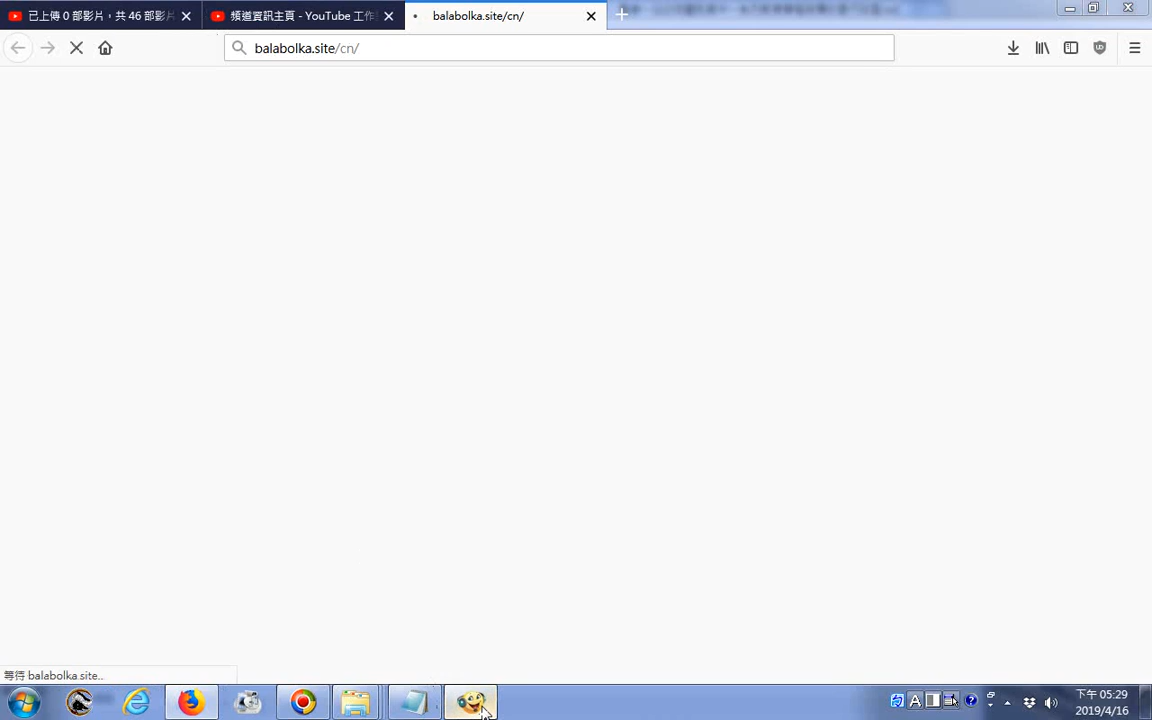 已上傳 0 部影片，共 46 部影片
頻道資訊主頁 - YouTube 工作
balabolka.site/cn/
balabolka.site/cn/
等待 balabolka.site...
下午 05:29
2019/4/16